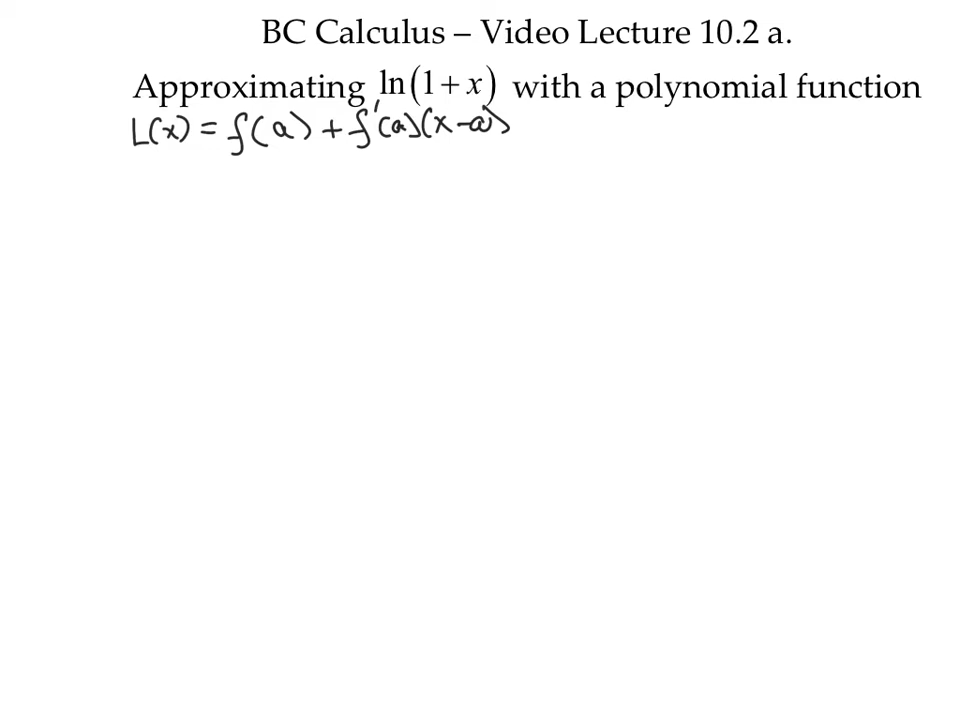 BC Calculus – Video Lecture 10.2 a.
Approximating ln(1+x) with a polynomial function
L(x) = f(a) + f'(a)(x-a)